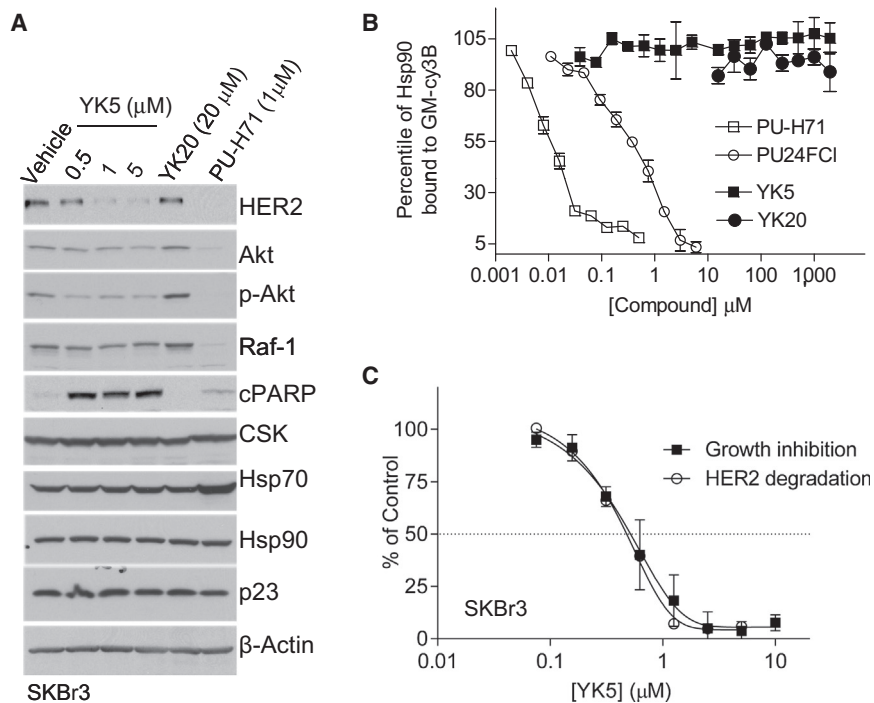 A
Vehicle
YK5 (μM)
0.5
1
5
YK20 (20 μM)
PU-H71 (1μM)
HER2
Akt
p-Akt
Raf-1
cPARP
CSK
Hsp70
Hsp90
p23
β-Actin
SKBr3
B
Percentile of Hsp90
bound to GM-cy3B
105
80
55
30
5
0.001
0.01
0.1
1
10
100
1000
[Compound] μM
PU-H71
PU24FCl
YK5
YK20
C
% of Control
100
75
50
25
0
0.01
0.1
1
10
[YK5] (μM)
Growth inhibition
HER2 degradation
SKBr3